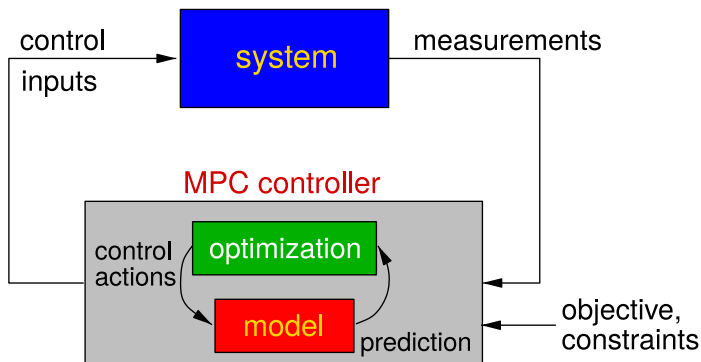 control
inputs
system
measurements
MPC controller
control
actions
optimization
model
prediction
objective,
constraints